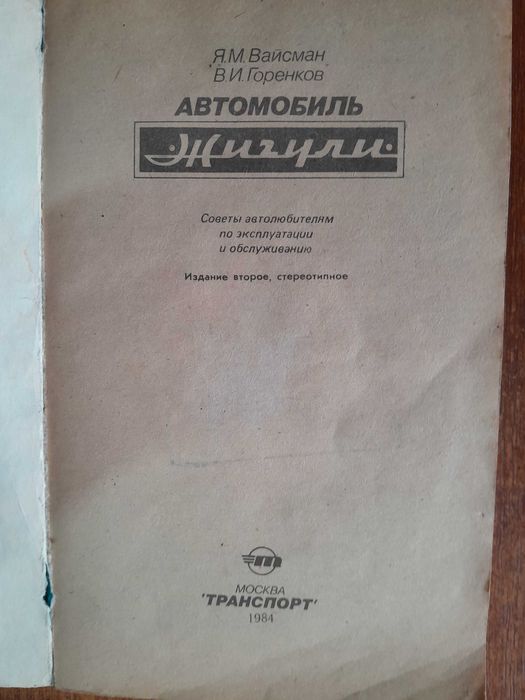 Я.М. Вайсман
В.И. Горенков
АВТОМОБИЛЬ
·Жигули·
Советы автолюбителям
по эксплуатации
и обслуживанию
Издание второе, стереотипное
т
МОСКВА
"ТРАНСПОРТ"
1984